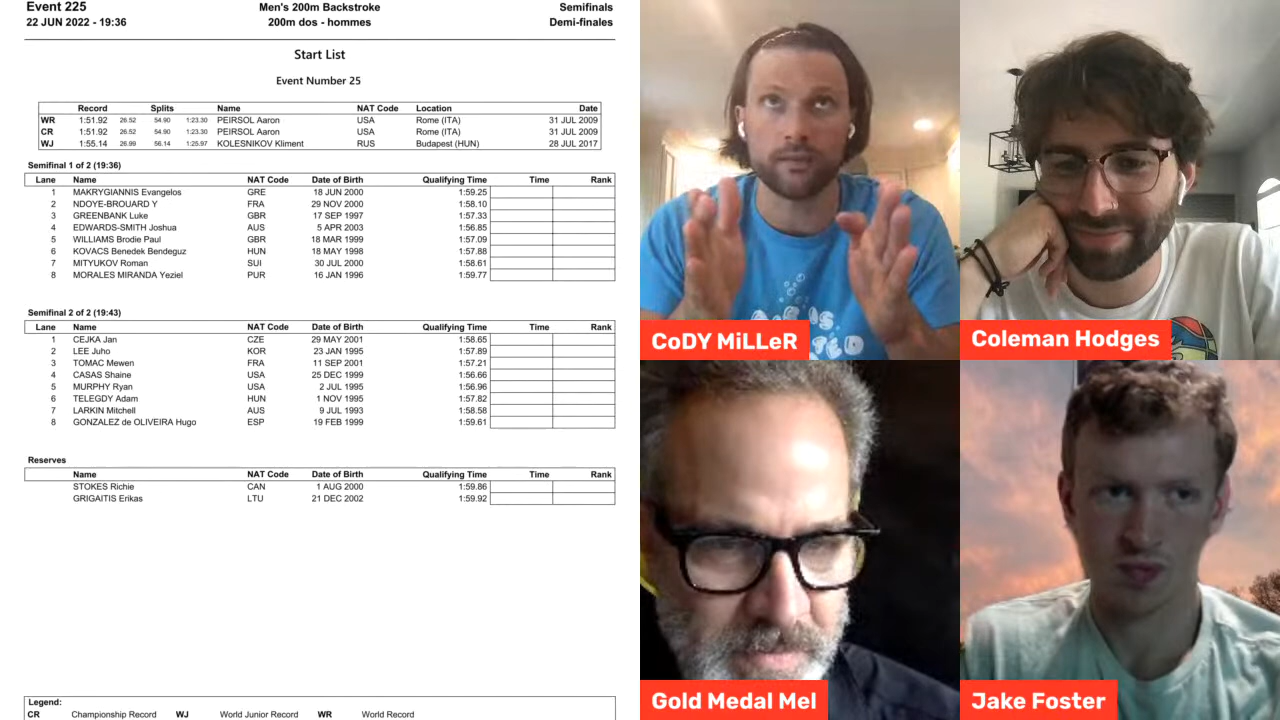 Event 225 Men's 200m Backstroke Semifinals
22 JUN 2022 - 19:36 200m dos - hommes Demi-finales
Start List
Event Number 25
Record Splits Name NAT Code Location Date
WR 1:51.92 26.52 54.90 1:23.30 PEIRSOL Aaron USA Rome (ITA) 31 JUL 2009
CR 1:51.92 26.52 54.90 1:23.30 PEIRSOL Aaron USA Rome (ITA) 31 JUL 2009
WJ 1:55.14 26.99 56.14 1:25.97 KOLESNIKOV Kliment RUS Budapest (HUN) 28 JUL 2017
Semifinal 1 of 2 (19:36)
Lane Name NAT Code Date of Birth Qualifying Time Time Rank
1 MAKRYGIANNIS Evangelos GRE 18 JUN 2000 1:59.25
2 NDOYE-BROUARD Y FRA 29 NOV 2000 1:58.10
3 GREENBANK Luke GBR 17 SEP 1997 1:57.33
4 EDWARDS-SMITH Joshua AUS 5 APR 2003 1:56.85
5 WILLIAMS Brodie Paul GBR 18 MAR 1999 1:57.09
6 KOVACS Benedek Bendeguz HUN 18 MAY 1998 1:57.88
7 MITYUKOV Roman SUI 30 JUL 2000 1:58.61
8 MORALES MIRANDA Yeziel PUR 16 JAN 1996 1:59.77
Semifinal 2 of 2 (19:43)
Lane Name NAT Code Date of Birth Qualifying Time Time Rank
1 CEJKA Jan CZE 29 MAY 2001 1:58.65
2 LEE Juho KOR 23 JAN 1995 1:57.89
3 TOMAC Mewen FRA 11 SEP 2001 1:57.21
4 CASAS Shaine USA 25 DEC 1999 1:56.66
5 MURPHY Ryan USA 2 JUL 1995 1:56.96
6 TELEGDY Adam HUN 1 NOV 1995 1:57.82
7 LARKIN Mitchell AUS 9 JUL 1993 1:58.58
8 GONZALEZ de OLIVEIRA Hugo ESP 19 FEB 1999 1:59.61
Reserves
Name NAT Code Date of Birth Qualifying Time Time Rank
STOKES Richie CAN 1 AUG 2000 1:59.86
GRIGAITIS Erikas LTU 21 DEC 2002 1:59.92
Legend:
CR Championship Record WJ World Junior Record WR World Record
CoDY MiLLeR
Coleman Hodges
Gold Medal Mel
Jake Foster